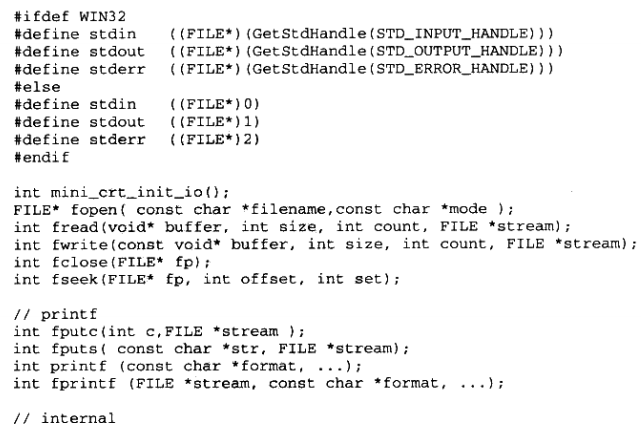 #ifdef WIN32
#define stdin   ((FILE*)(GetStdHandle(STD_INPUT_HANDLE)))
#define stdout  ((FILE*)(GetStdHandle(STD_OUTPUT_HANDLE)))
#define stderr  ((FILE*)(GetStdHandle(STD_ERROR_HANDLE)))
#else
#define stdin   ((FILE*)0)
#define stdout  ((FILE*)1)
#define stderr  ((FILE*)2)
#endif

int mini_crt_init_io();
FILE* fopen( const char *filename,const char *mode );
int fread(void* buffer, int size, int count, FILE *stream);
int fwrite(const void* buffer, int size, int count, FILE *stream);
int fclose(FILE* fp);
int fseek(FILE* fp, int offset, int set);

// printf
int fputc(int c,FILE *stream );
int fputs( const char *str, FILE *stream);
int printf (const char *format, ...);
int fprintf (FILE *stream, const char *format, ...);

// internal